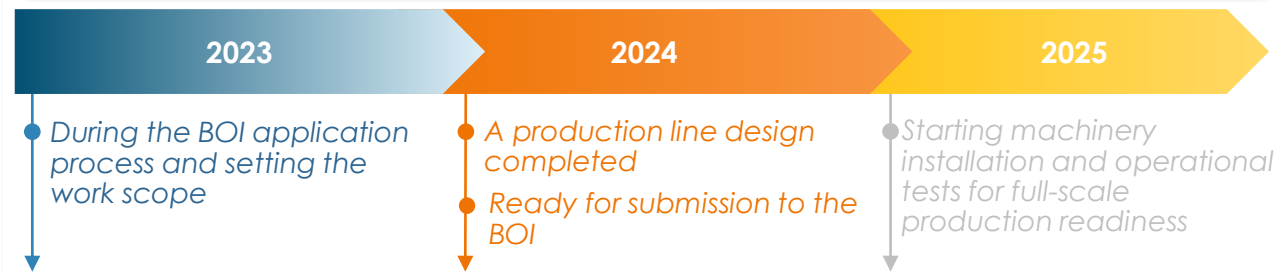 2023
2024
2025
During the BOI application
process and setting the
work scope
A production line design
completed
Ready for submission to the
BOI
Starting machinery
installation and operational
tests for full-scale
production readiness